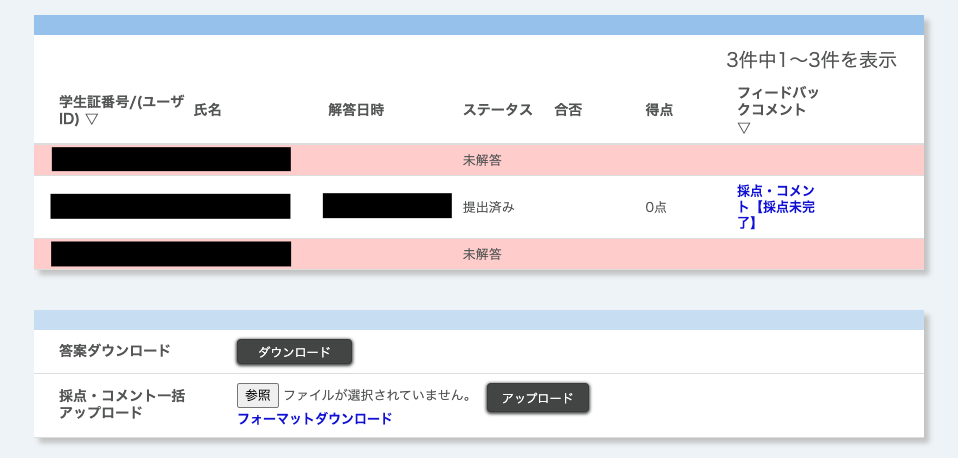 3件中1～3件を表示
学生証番号/(ユーザID) ▽ 氏名 解答日時 ステータス 合否 得点 フィードバックコメント ▽
未解答
提出済み 0点 採点・コメント【採点未完了】
未解答
答案ダウンロード ダウンロード
採点・コメント一括アップロード 参照 ファイルが選択されていません。 アップロード
フォーマットダウンロード